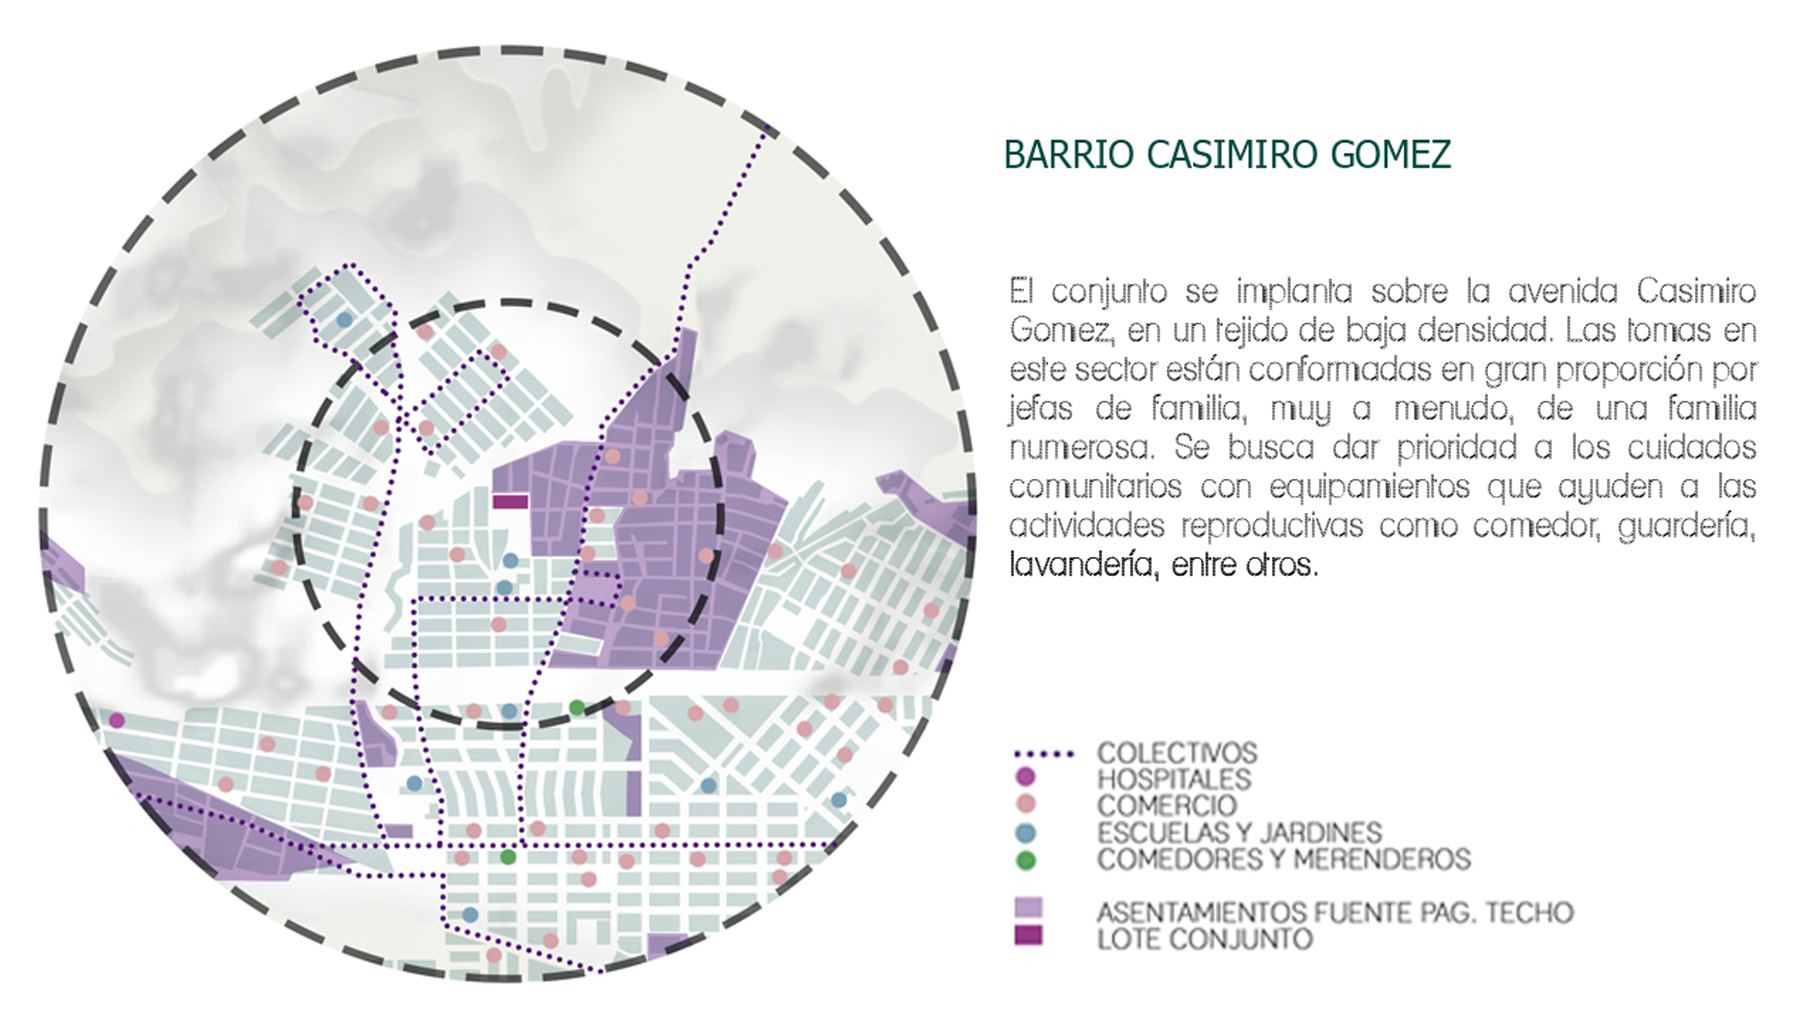 BARRIO CASIMIRO GOMEZ
El conjunto se implanta sobre la avenida Casimiro
Gomez, en un tejido de baja densidad. Las tomas en
este sector están conformadas en gran proporción por
jefas de familia, muy a menudo, de una familia
numerosa. Se busca dar prioridad a los cuidados
comunitarios con equipamientos que ayuden a las
actividades reproductivas como comedor, guardería,
lavandería, entre otros.
COLECTIVOS
HOSPITALES
COMERCIO
ESCUELAS Y JARDINES
COMEDORES Y MERENDEROS
ASENTAMIENTOS FUENTE PAG. TECHO
LOTE CONJUNTO